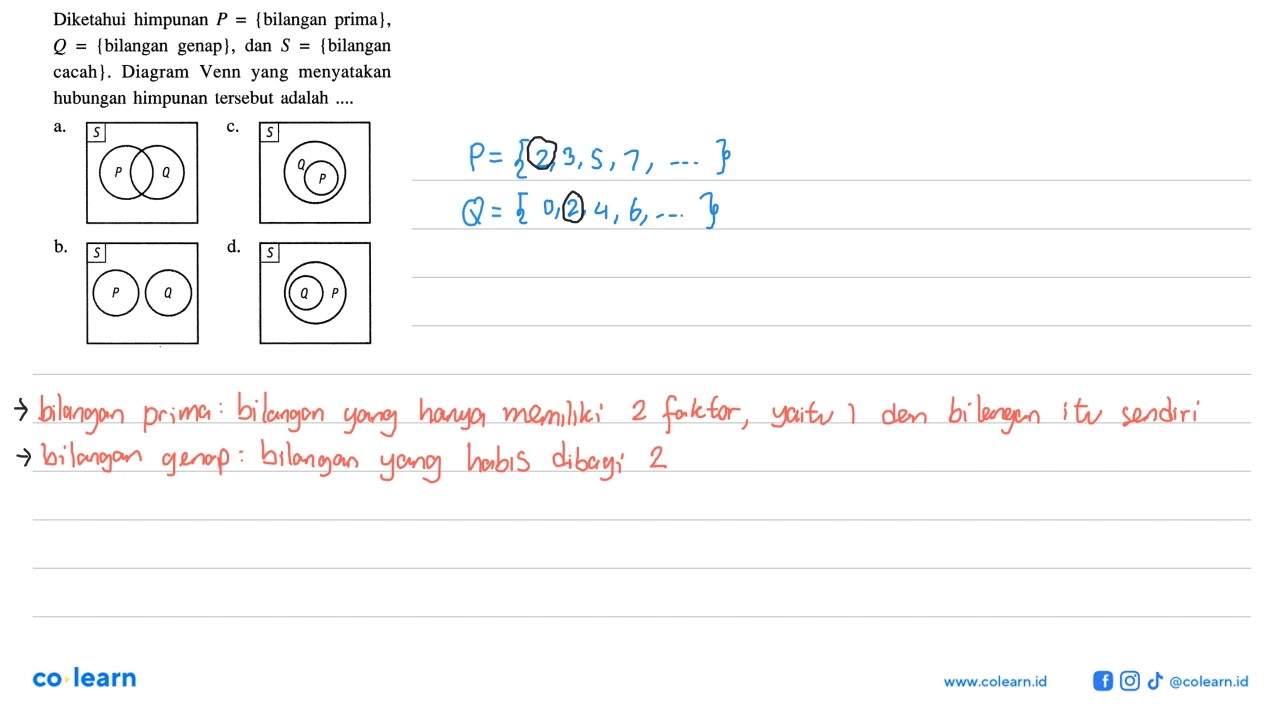 Diketahui himpunan P = {bilangan prima},
Q = {bilangan genap}, dan S = {bilangan
cacah}. Diagram Venn yang menyatakan
hubungan himpunan tersebut adalah ....
a. S P Q
c. S Q P
P = { 2, 3, 5, 7, ... }
Q = { 0, 2, 4, 6, ... }
b. S P Q
d. S Q P
→ bilangan prima : bilangan yang hanya memiliki 2 faktor, yaitu 1 dan bilangan itu sendiri
→ bilangan genap : bilangan yang habis dibagi 2
co learn
www.colearn.id
@colearn.id